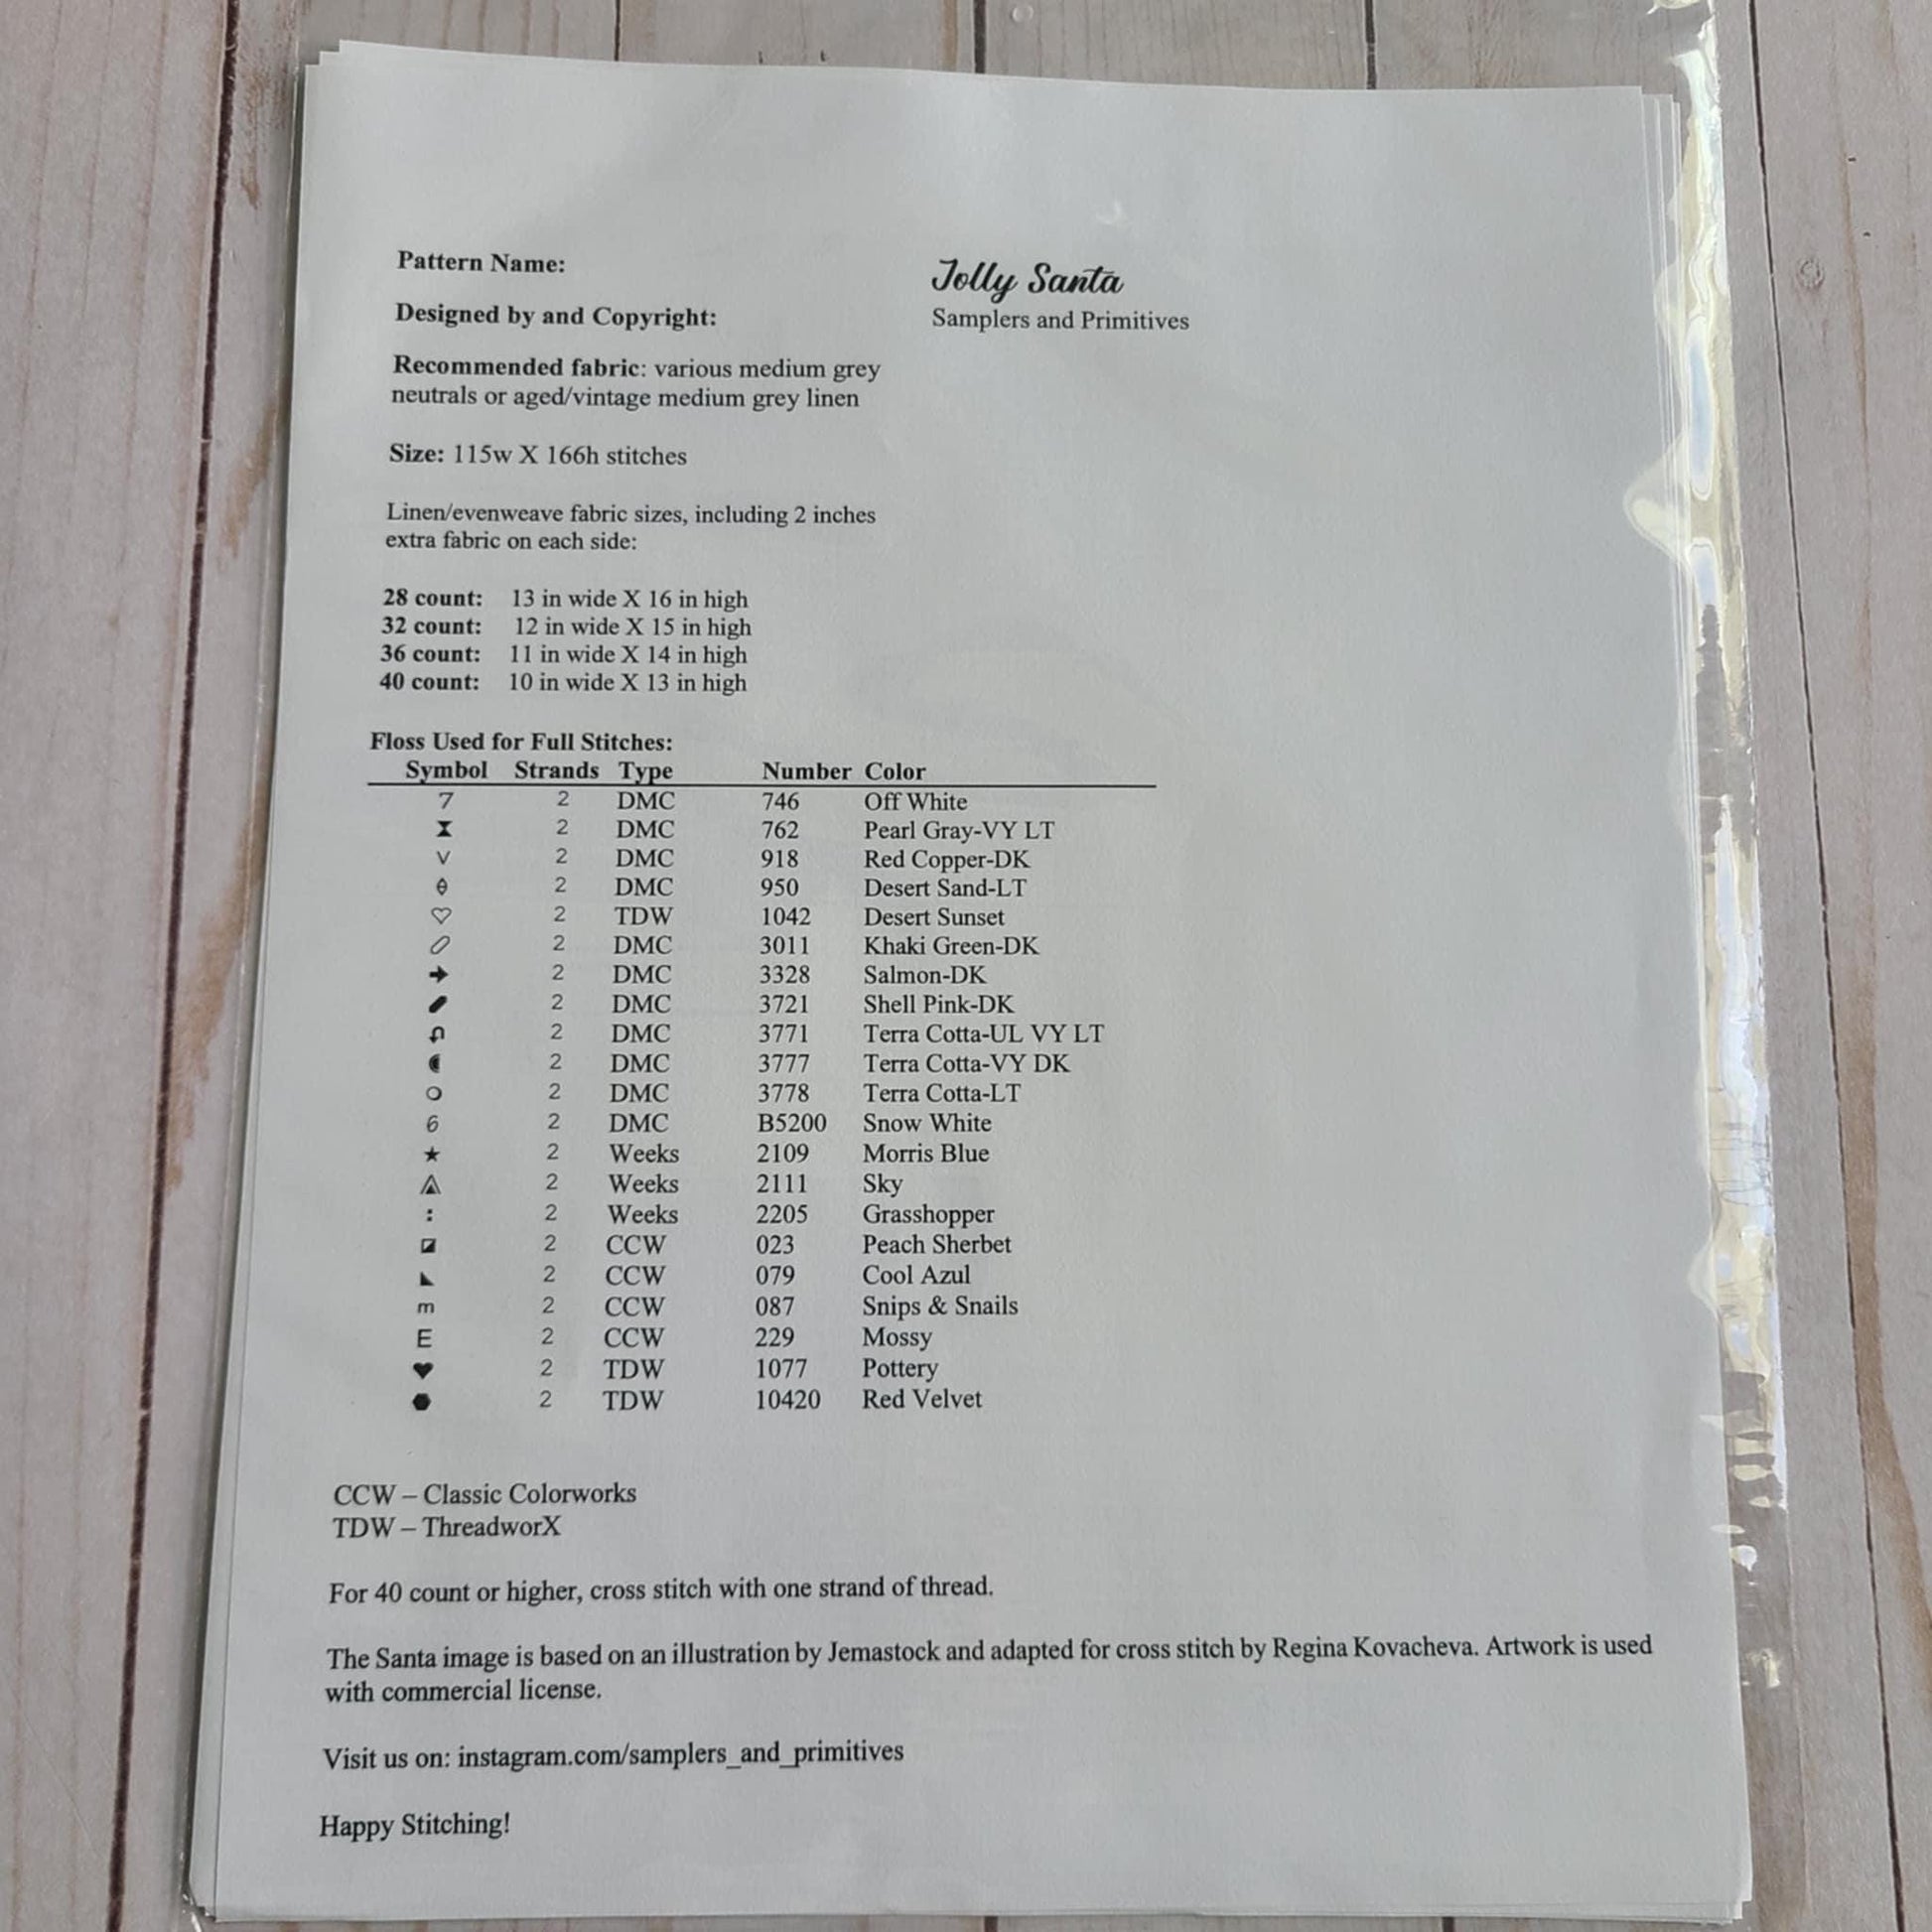 Pattern Name: Jolly Santa
Designed by and Copyright: Samplers and Primitives
Recommended fabric: various medium grey
neutrals or aged/vintage medium grey linen
Size: 115w X 166h stitches
Linen/evenweave fabric sizes, including 2 inches
extra fabric on each side:
28 count: 13 in wide X 16 in high
32 count: 12 in wide X 15 in high
36 count: 11 in wide X 14 in high
40 count: 10 in wide X 13 in high
Floss Used for Full Stitches:
Symbol Strands Type Number Color
7 2 DMC 746 Off White
2 DMC 762 Pearl Gray-VY LT
V 2 DMC 918 Red Copper-DK
2 DMC 950 Desert Sand-LT
♡ 2 TDW 1042 Desert Sunset
2 DMC 3011 Khaki Green-DK
➔ 2 DMC 3328 Salmon-DK
2 DMC 3721 Shell Pink-DK
2 DMC 3771 Terra Cotta-UL VY LT
2 DMC 3777 Terra Cotta-VY DK
○ 2 DMC 3778 Terra Cotta-LT
6 2 DMC B5200 Snow White
★ 2 Weeks 2109 Morris Blue
2 Weeks 2111 Sky
: 2 Weeks 2205 Grasshopper
◪ 2 CCW 023 Peach Sherbet
◣ 2 CCW 079 Cool Azul
m 2 CCW 087 Snips & Snails
E 2 CCW 229 Mossy
♥ 2 TDW 1077 Pottery
⬢ 2 TDW 10420 Red Velvet
CCW – Classic Colorworks
TDW – ThreadworX
For 40 count or higher, cross stitch with one strand of thread.
The Santa image is based on an illustration by Jemastock and adapted for cross stitch by Regina Kovacheva. Artwork is used
with commercial license.
Visit us on: instagram.com/samplers_and_primitives
Happy Stitching!